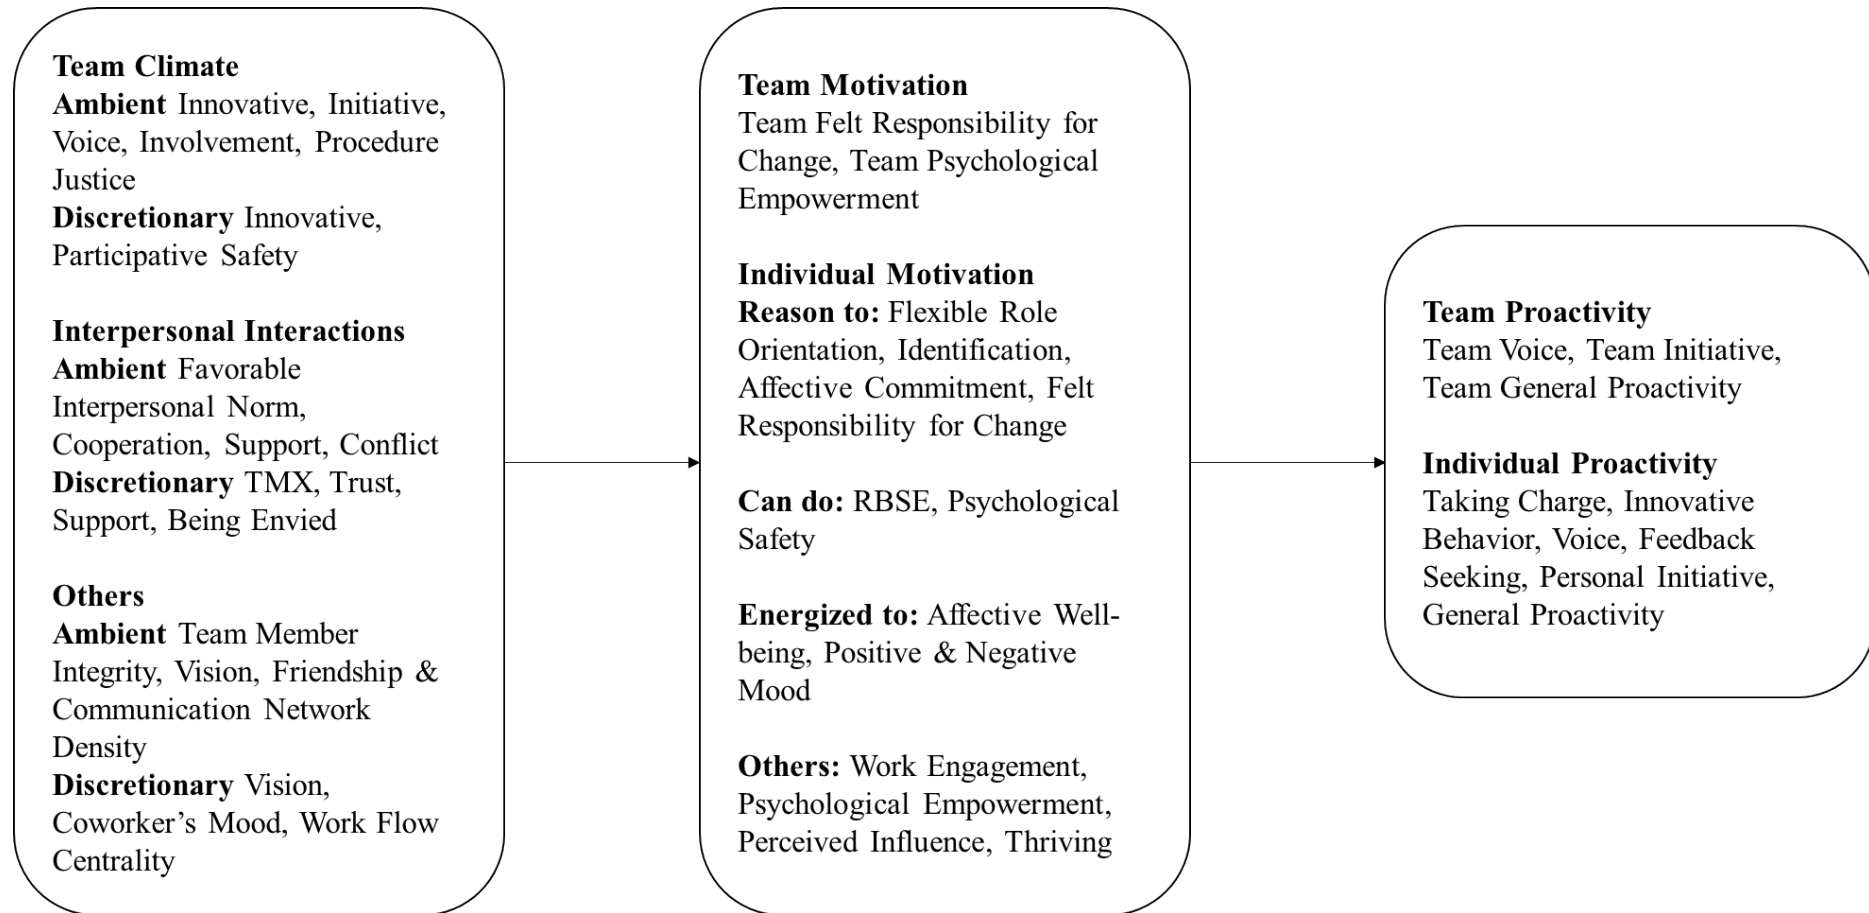 Team Climate
Ambient Innovative, Initiative,
Voice, Involvement, Procedure
Justice
Discretionary Innovative,
Participative Safety
Interpersonal Interactions
Ambient Favorable
Interpersonal Norm,
Cooperation, Support, Conflict
Discretionary TMX, Trust,
Support, Being Envied
Others
Ambient Team Member
Integrity, Vision, Friendship &
Communication Network
Density
Discretionary Vision,
Coworker's Mood, Work Flow
Centrality
Team Motivation
Team Felt Responsibility for
Change, Team Psychological
Empowerment
Individual Motivation
Reason to: Flexible Role
Orientation, Identification,
Affective Commitment, Felt
Responsibility for Change
Can do: RBSE, Psychological
Safety
Energized to: Affective Well-
being, Positive & Negative
Mood
Others: Work Engagement,
Psychological Empowerment,
Perceived Influence, Thriving
Team Proactivity
Team Voice, Team Initiative,
Team General Proactivity
Individual Proactivity
Taking Charge, Innovative
Behavior, Voice, Feedback
Seeking, Personal Initiative,
General Proactivity